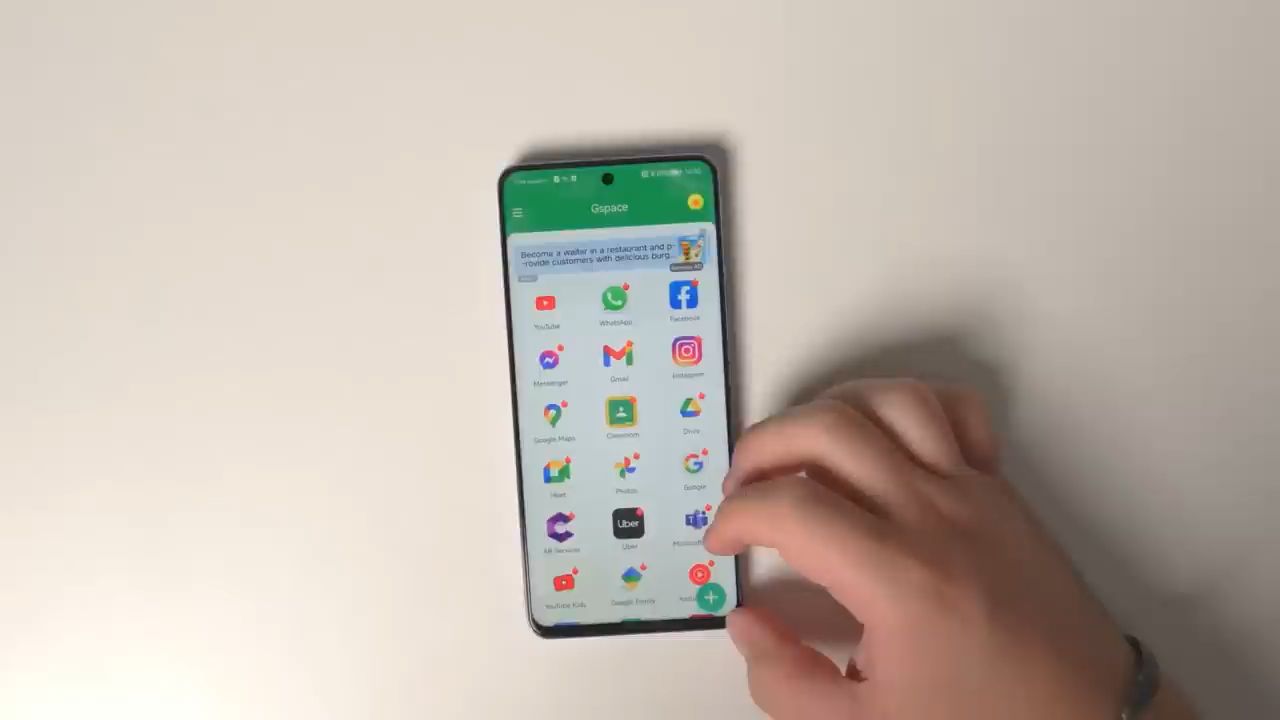 Gspace
Become a waiter in a restaurant and p-
-rovide customers with delicious burg...
YouTube
WhatsApp
Facebook
Messenger
Gmail
Instagram
Google Maps
Classroom
Drive
Meet
Photos
Google
AR Services
Uber
Uber
YouTube Kids
Google Family